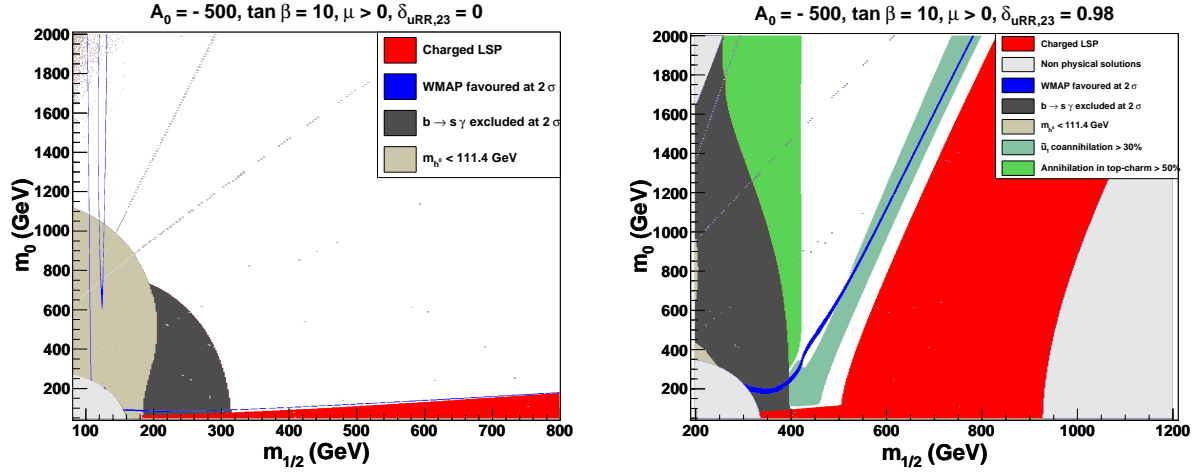 A₀ = - 500, tan β = 10, μ > 0, δuRR,23 = 0
m₀ (GeV)
2000
1800
1600
1400
1200
1000
800
600
400
200
Charged LSP
WMAP favoured at 2 σ
b → s γ excluded at 2 σ
mh⁰ < 111.4 GeV
100 200 300 400 500 600 700 800
m1/2 (GeV)
A₀ = - 500, tan β = 10, μ > 0, δuRR,23 = 0.98
m₀ (GeV)
2000
1800
1600
1400
1200
1000
800
600
400
200
Charged LSP
Non physical solutions
WMAP favoured at 2 σ
b → s γ excluded at 2 σ
mh⁰ < 111.4 GeV
ũ₁ coannihilation > 30%
Annihilation in top-charm > 50%
200 400 600 800 1000 1200
m1/2 (GeV)